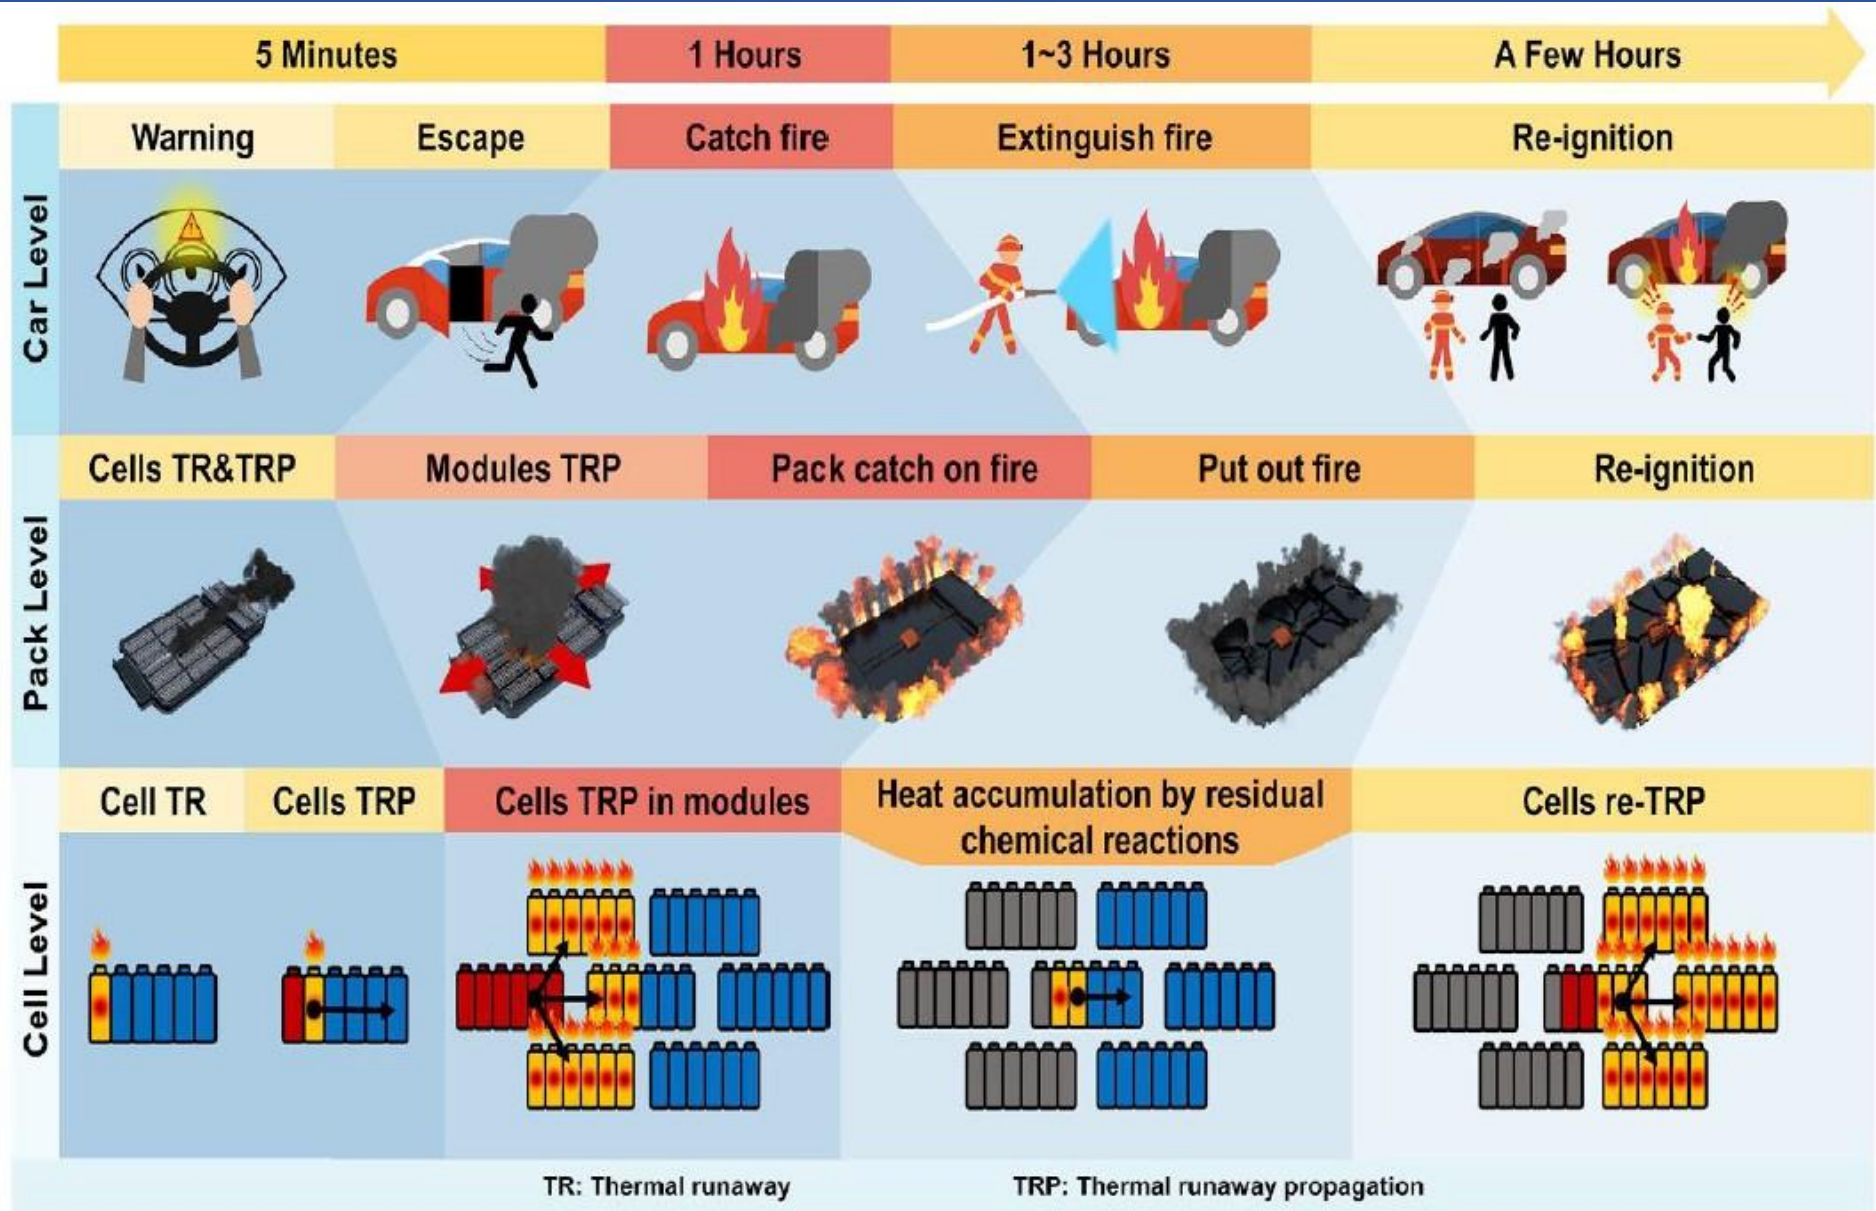 5 Minutes
1 Hours
1~3 Hours
A Few Hours
Car Level
Warning
Escape
Catch fire
Extinguish fire
Re-ignition
Pack Level
Cells TR&TRP
Modules TRP
Pack catch on fire
Put out fire
Re-ignition
Cell Level
Cell TR
Cells TRP
Cells TRP in modules
Heat accumulation by residual
chemical reactions
Cells re-TRP
TR: Thermal runaway
TRP: Thermal runaway propagation